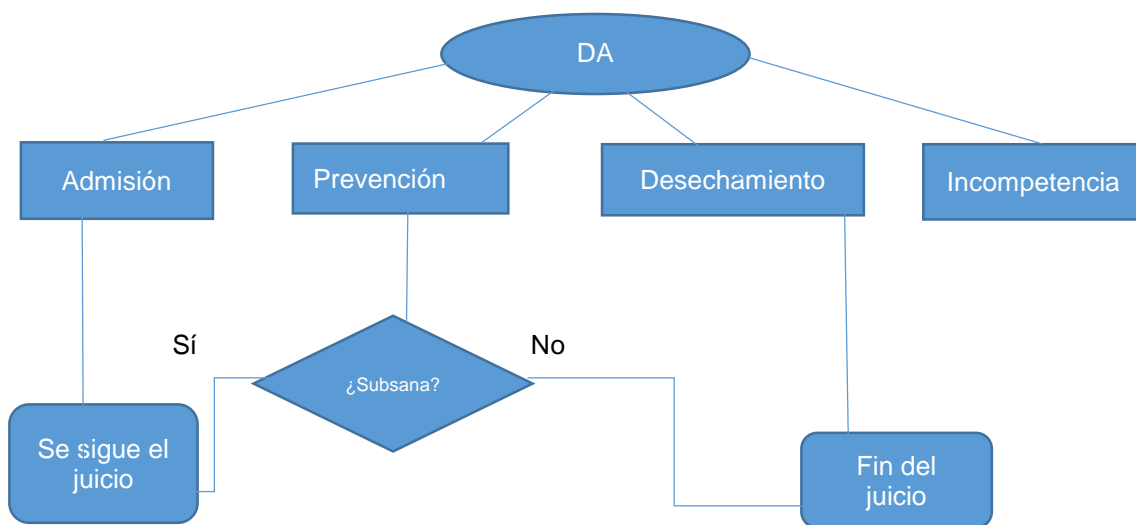 DA
Admisión
Prevención
Desechamiento
Incompetencia
Sí
No
¿Subsana?
Se sigue el
juicio
Fin del
juicio